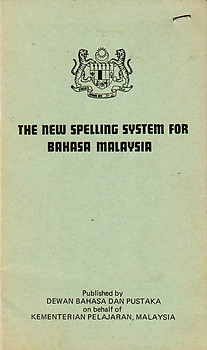 THE NEW SPELLING SYSTEM FOR
BAHASA MALAYSIA
Published by
DEWAN BAHASA DAN PUSTAKA
on behalf of
KEMENTERIAN PELAJARAN, MALAYSIA